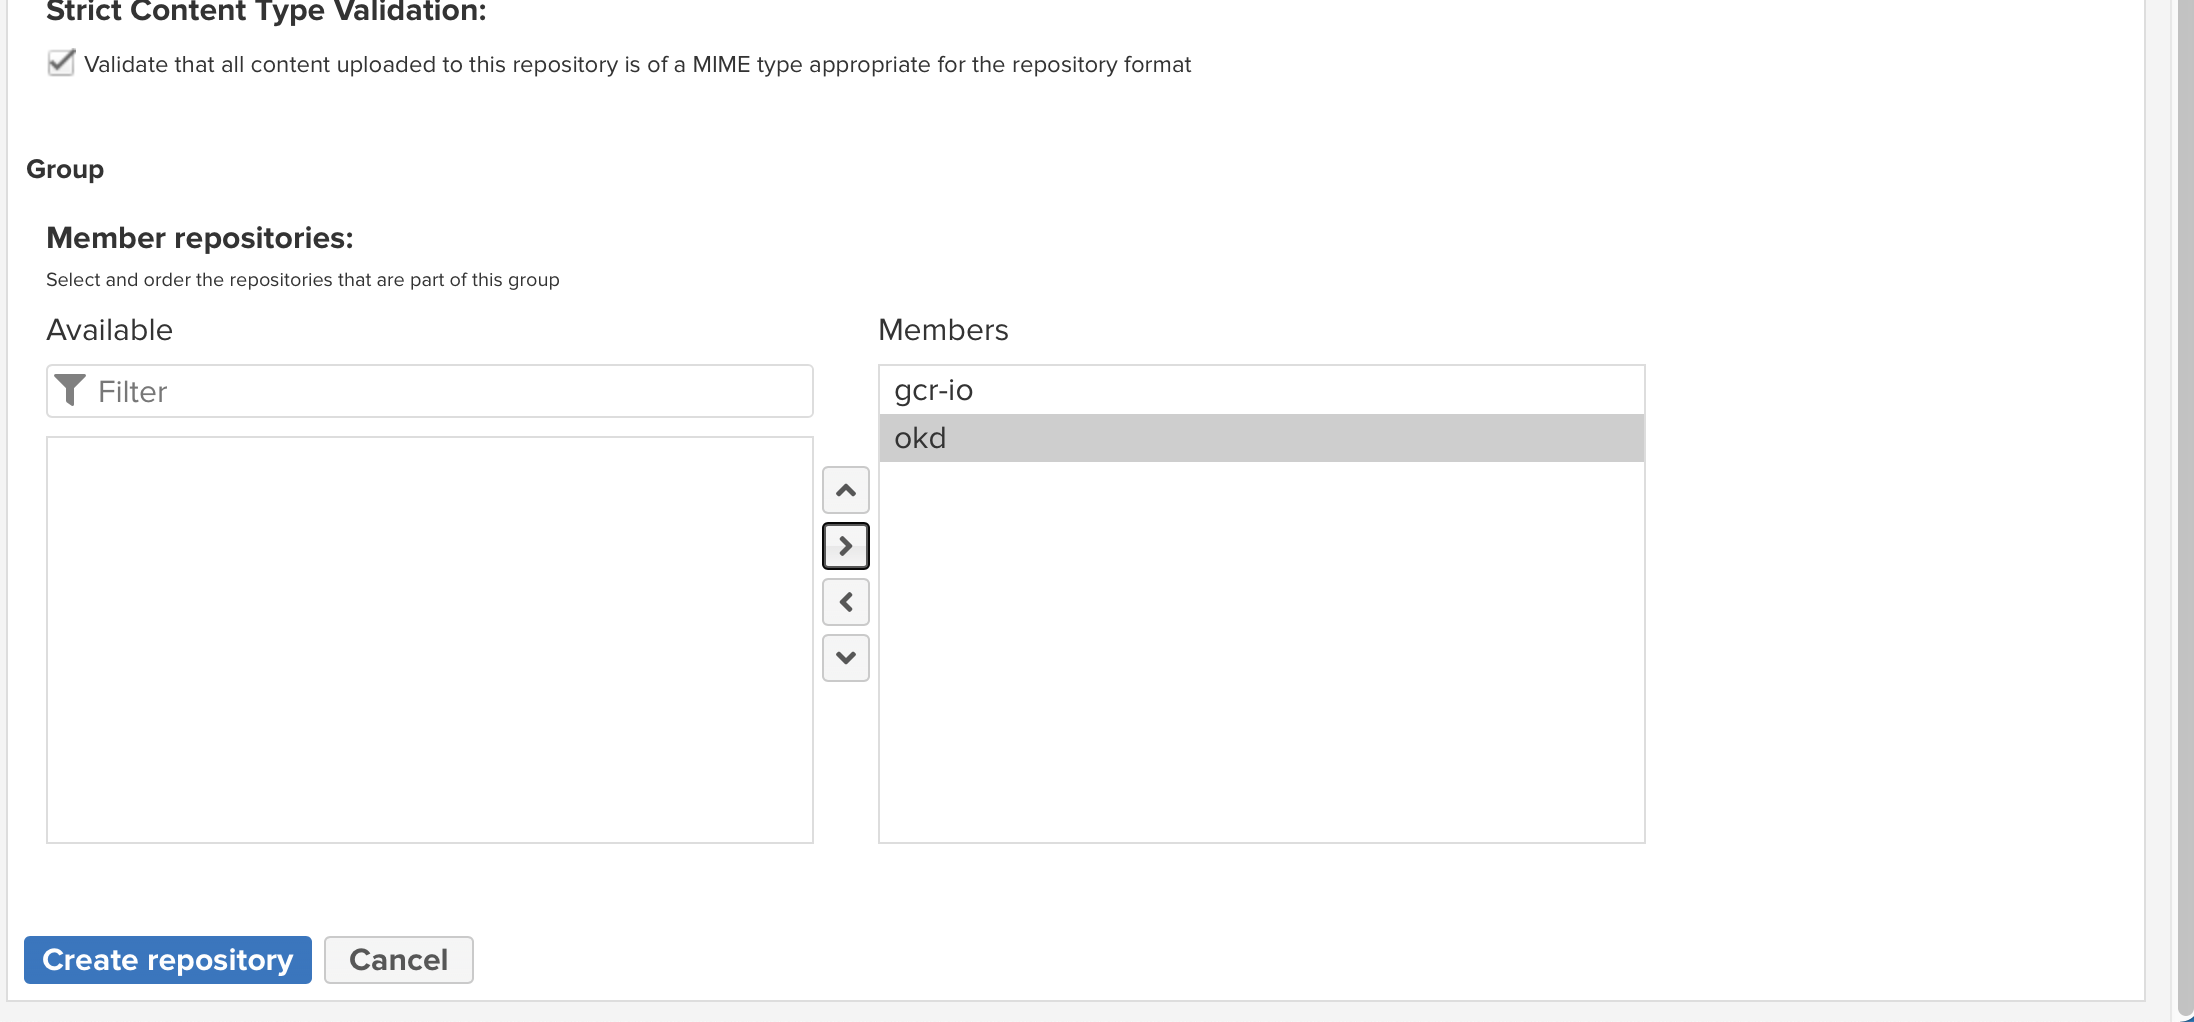 Strict Content Type Validation:
Validate that all content uploaded to this repository is of a MIME type appropriate for the repository format
Group
Member repositories:
Select and order the repositories that are part of this group
Available
Members
Filter
gcr-io
okd
Create repository
Cancel